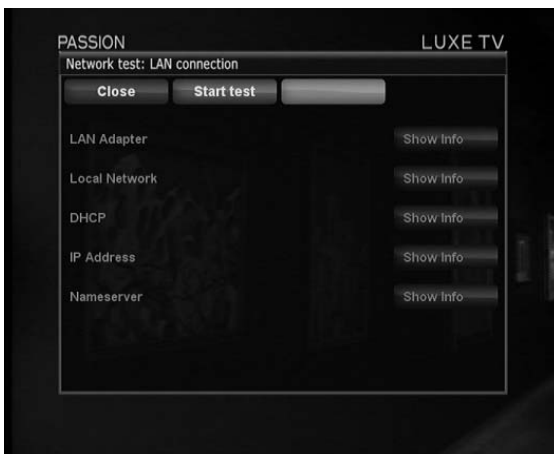 PASSION LUXE TV
Network test: LAN connection
Close Start test
LAN Adapter Show Info
Local Network Show Info
DHCP Show Info
IP Address Show Info
Nameserver Show Info